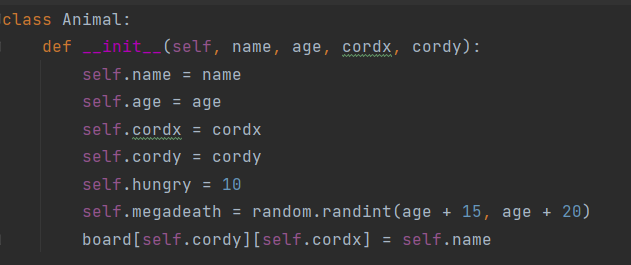 class Animal:
    def __init__(self, name, age, cordx, cordy):
        self.name = name
        self.age = age
        self.cordx = cordx
        self.cordy = cordy
        self.hungry = 10
        self.megadeath = random.randint(age + 15, age + 20)
        board[self.cordy][self.cordx] = self.name